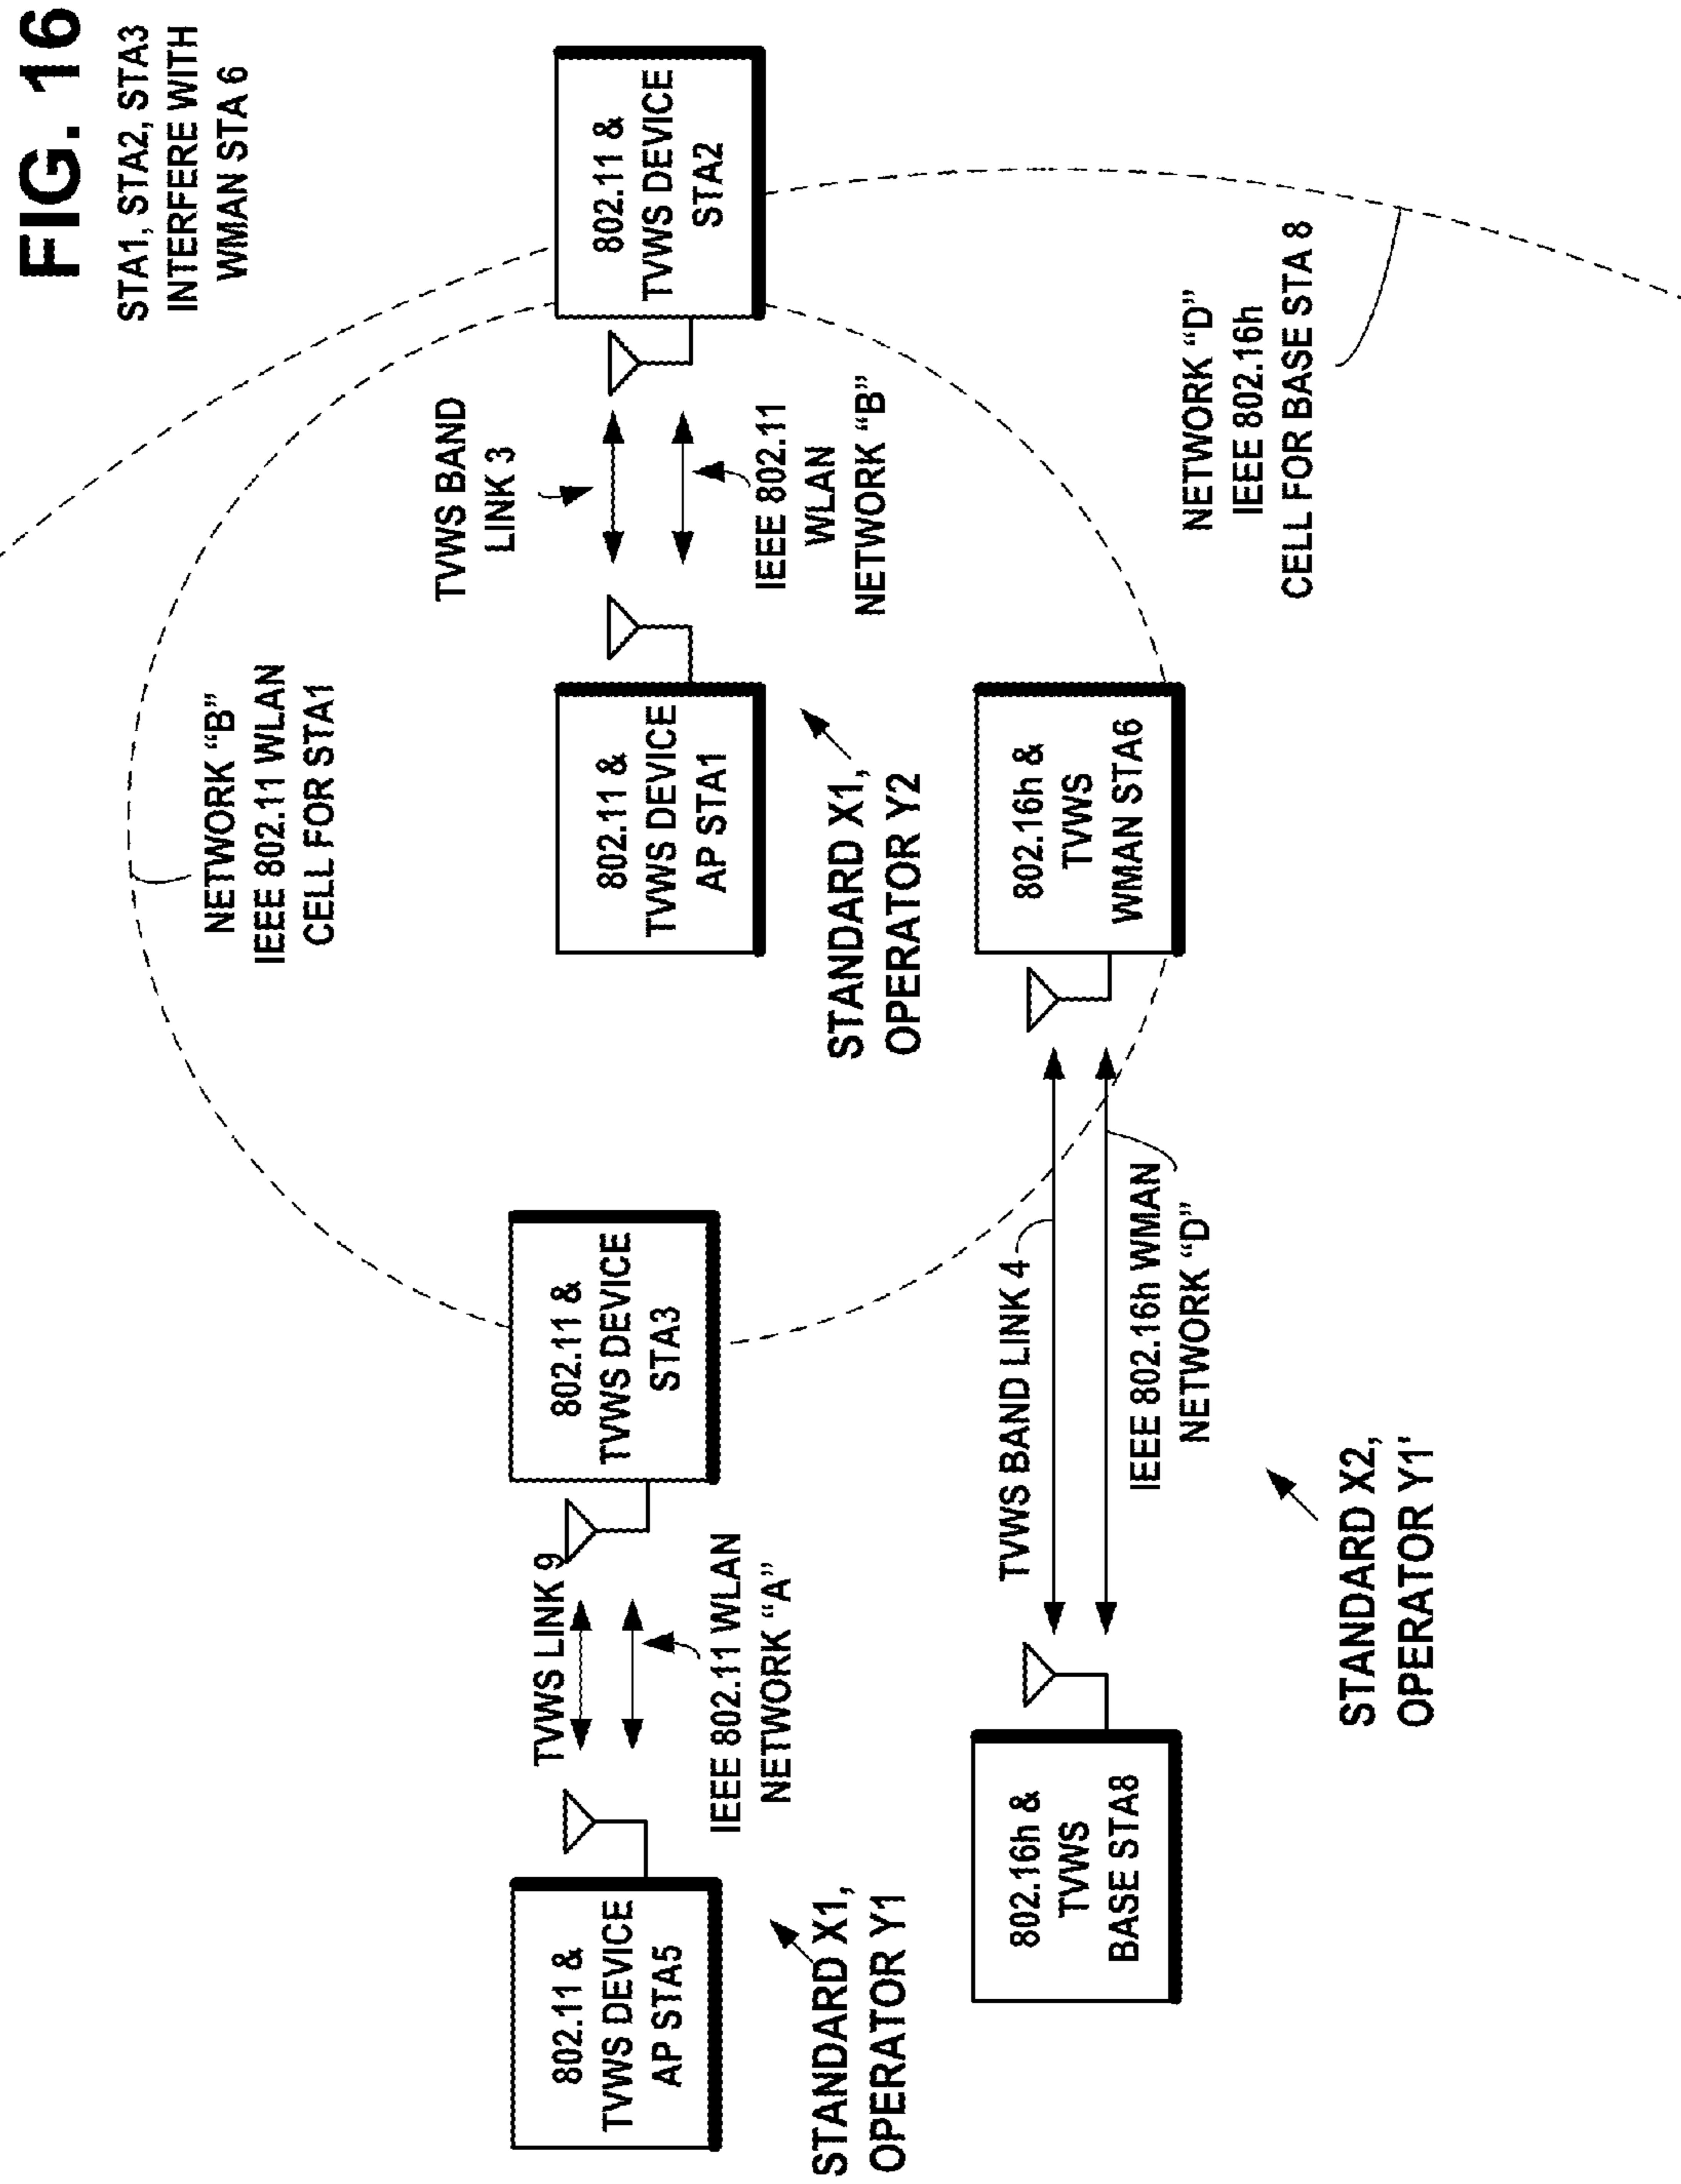 FIG. 16
STA1, STA2, STA3
INTERFERE WITH
WMAN STA 6
NETWORK “B”
IEEE 802.11 WLAN
CELL FOR STA1
802.11 &
TVWS DEVICE
AP STA5
TVWS LINK 9
IEEE 802.11 WLAN
NETWORK “A”
802.11 &
TVWS DEVICE
STA3
802.11 &
TVWS DEVICE
AP STA1
TVWS BAND
LINK 3
IEEE 802.11
WLAN
NETWORK “B”
802.11 &
TVWS DEVICE
STA2
STANDARD X1,
OPERATOR Y1
STANDARD X1,
OPERATOR Y2
802.16h &
TVWS
BASE STA8
TVWS BAND LINK 4
IEEE 802.16h WMAN
NETWORK “D”
802.16h &
TVWS
WMAN STA6
NETWORK “D”
IEEE 802.16h
CELL FOR BASE STA 8
STANDARD X2,
OPERATOR Y1'